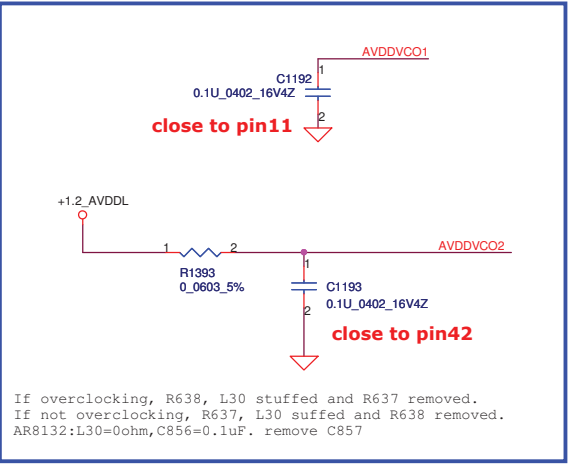 AVDDVCO1
1
C1192
0.1U_0402_16V4Z
2
close to pin11
+1.2_AVDDL
1
2
AVDDVCO2
R1393
0_0603_5%
1
C1193
0.1U_0402_16V4Z
2
close to pin42
If overclocking, R638, L30 stuffed and R637 removed.
If not overclocking, R637, L30 suffed and R638 removed.
AR8132:L30=0ohm,C856=0.1uF. remove C857